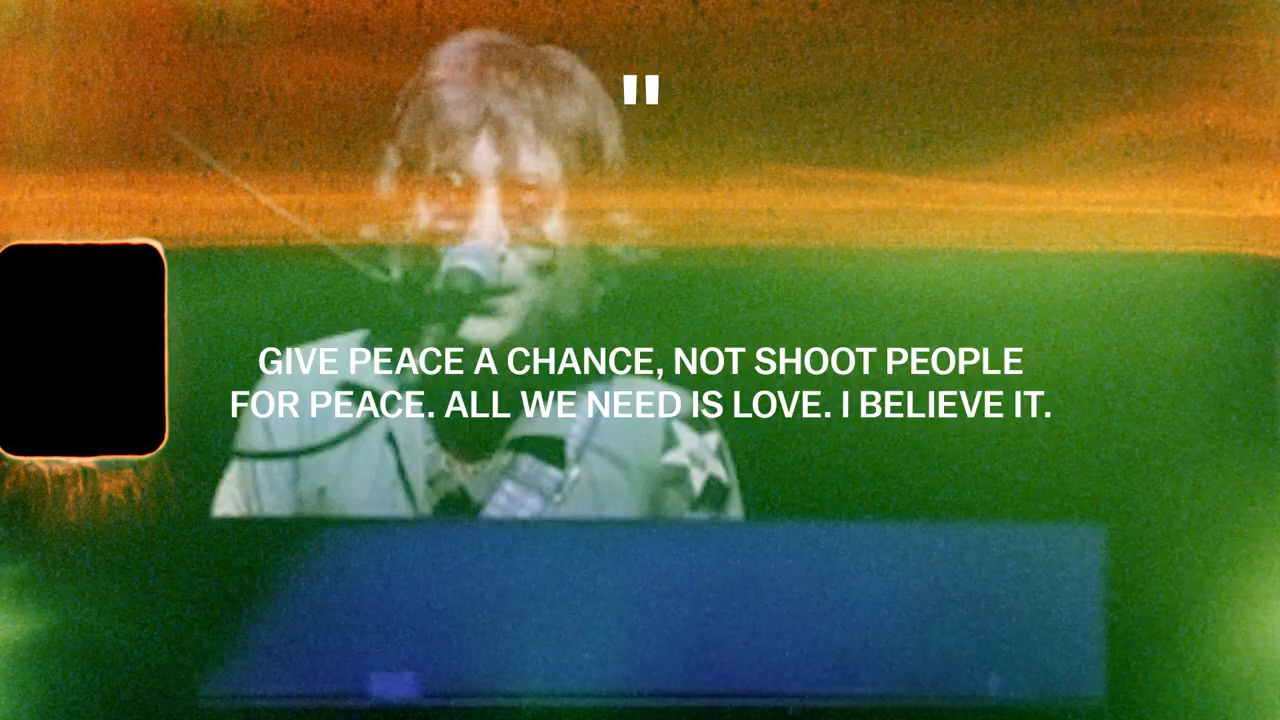 "
GIVE PEACE A CHANCE, NOT SHOOT PEOPLE
FOR PEACE. ALL WE NEED IS LOVE. I BELIEVE IT.